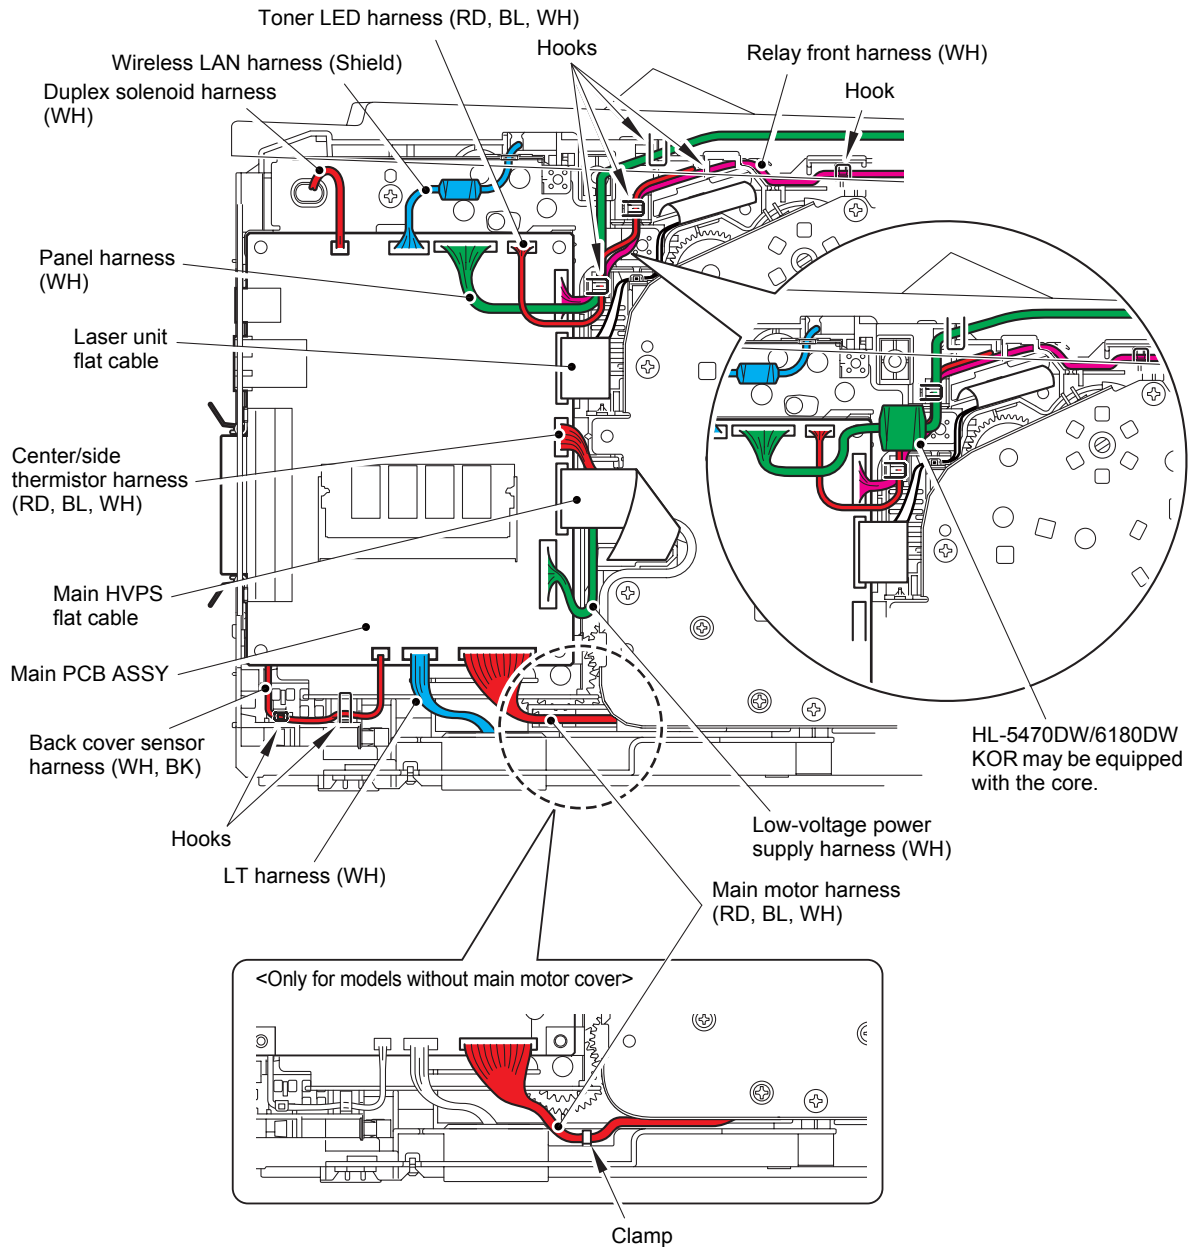 Toner LED harness (RD, BL, WH)
Hooks
Relay front harness (WH)
Wireless LAN harness (Shield)
Duplex solenoid harness
(WH)
Hook
Panel harness
(WH)
Laser unit
flat cable
Center/side
thermistor harness
(RD, BL, WH)
Main HVPS
flat cable
Main PCB ASSY
Back cover sensor
harness (WH, BK)
HL-5470DW/6180DW
KOR may be equipped
with the core.
Hooks
LT harness (WH)
Low-voltage power
supply harness (WH)
Main motor harness
(RD, BL, WH)
<Only for models without main motor cover>
Clamp